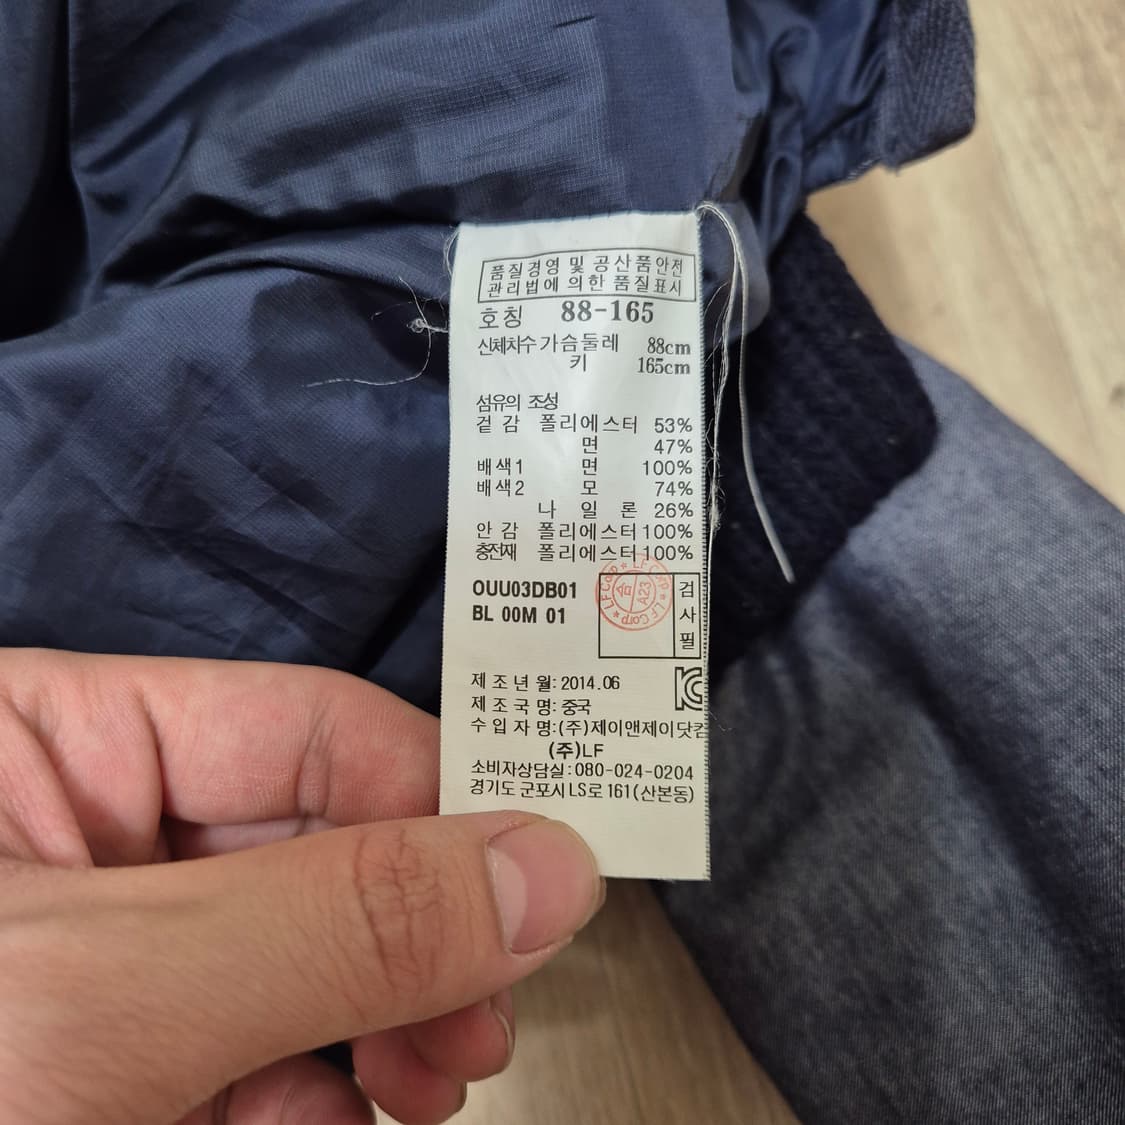 품질경영 및 공산품안전
관리법에 의한 품질표시
호칭 88-165
신체치수 가슴둘레 88cm
키 165cm
섬유의 조성
겉감 폴리에스터 53%
면 47%
배색1 면 100%
배색2 모 74%
나일론 26%
안감 폴리에스터 100%
충전재 폴리에스터 100%
OUU03DB01
BL 00M 01
검사필
LF Corp * LF Corp * LF Corp *
A23
제조년월: 2014.06
제조국명: 중국
수입자명: (주)제이앤제이닷컴
(주)LF
소비자상담실: 080-024-0204
경기도 군포시 LS로 161(산본동)